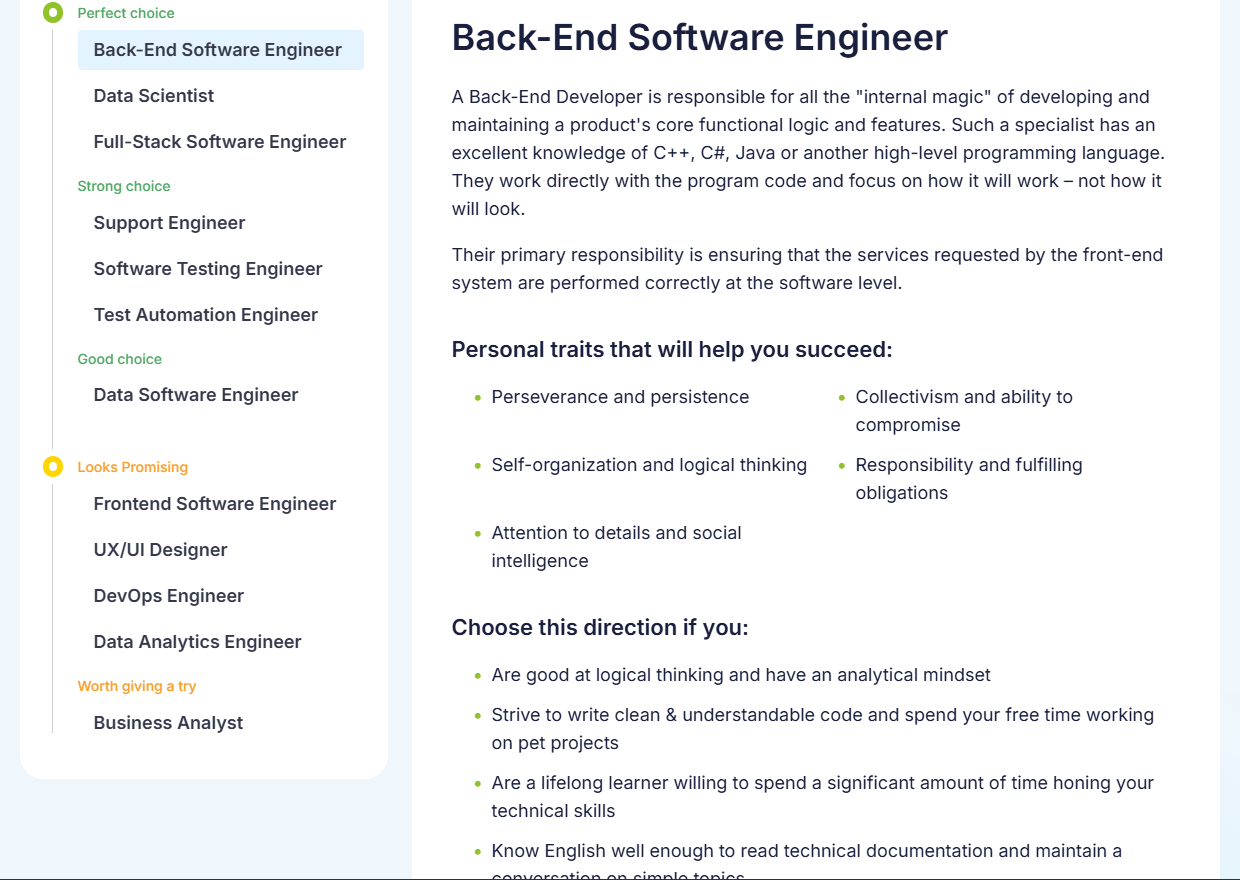 Perfect choice
Back-End Software Engineer
Data Scientist
Full-Stack Software Engineer
Strong choice
Support Engineer
Software Testing Engineer
Test Automation Engineer
Good choice
Data Software Engineer
Looks Promising
Frontend Software Engineer
UX/UI Designer
DevOps Engineer
Data Analytics Engineer
Worth giving a try
Business Analyst
Back-End Software Engineer
A Back-End Developer is responsible for all the "internal magic" of developing and
maintaining a product's core functional logic and features. Such a specialist has an
excellent knowledge of C++, C#, Java or another high-level programming language.
They work directly with the program code and focus on how it will work – not how it
will look.
Their primary responsibility is ensuring that the services requested by the front-end
system are performed correctly at the software level.
Personal traits that will help you succeed:
Perseverance and persistence
Collectivism and ability to
compromise
Self-organization and logical thinking
Responsibility and fulfilling
obligations
Attention to details and social
intelligence
Choose this direction if you:
Are good at logical thinking and have an analytical mindset
Strive to write clean & understandable code and spend your free time working
on pet projects
Are a lifelong learner willing to spend a significant amount of time honing your
technical skills
Know English well enough to read technical documentation and maintain a
conversation on simple topics